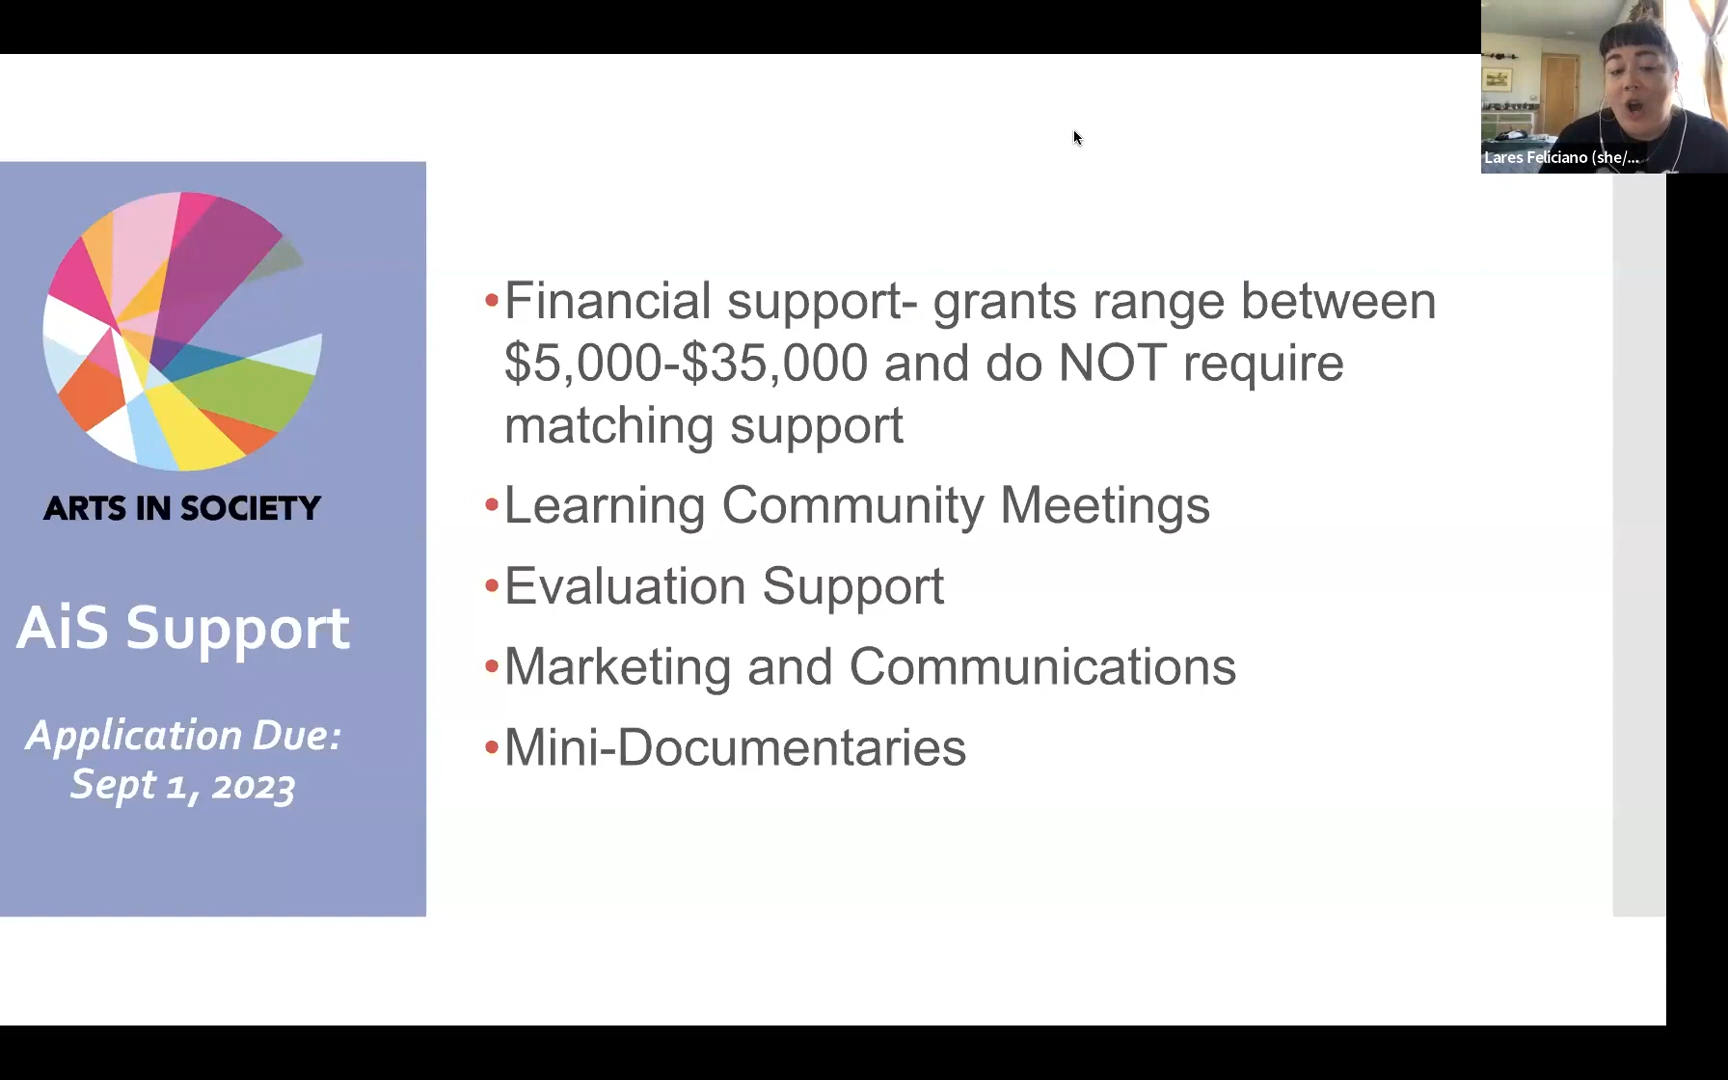 Lares Feliciano (she/...
ARTS IN SOCIETY
AiS Support
Application Due:
Sept 1, 2023
•Financial support- grants range between
$5,000-$35,000 and do NOT require
matching support
•Learning Community Meetings
•Evaluation Support
•Marketing and Communications
•Mini-Documentaries